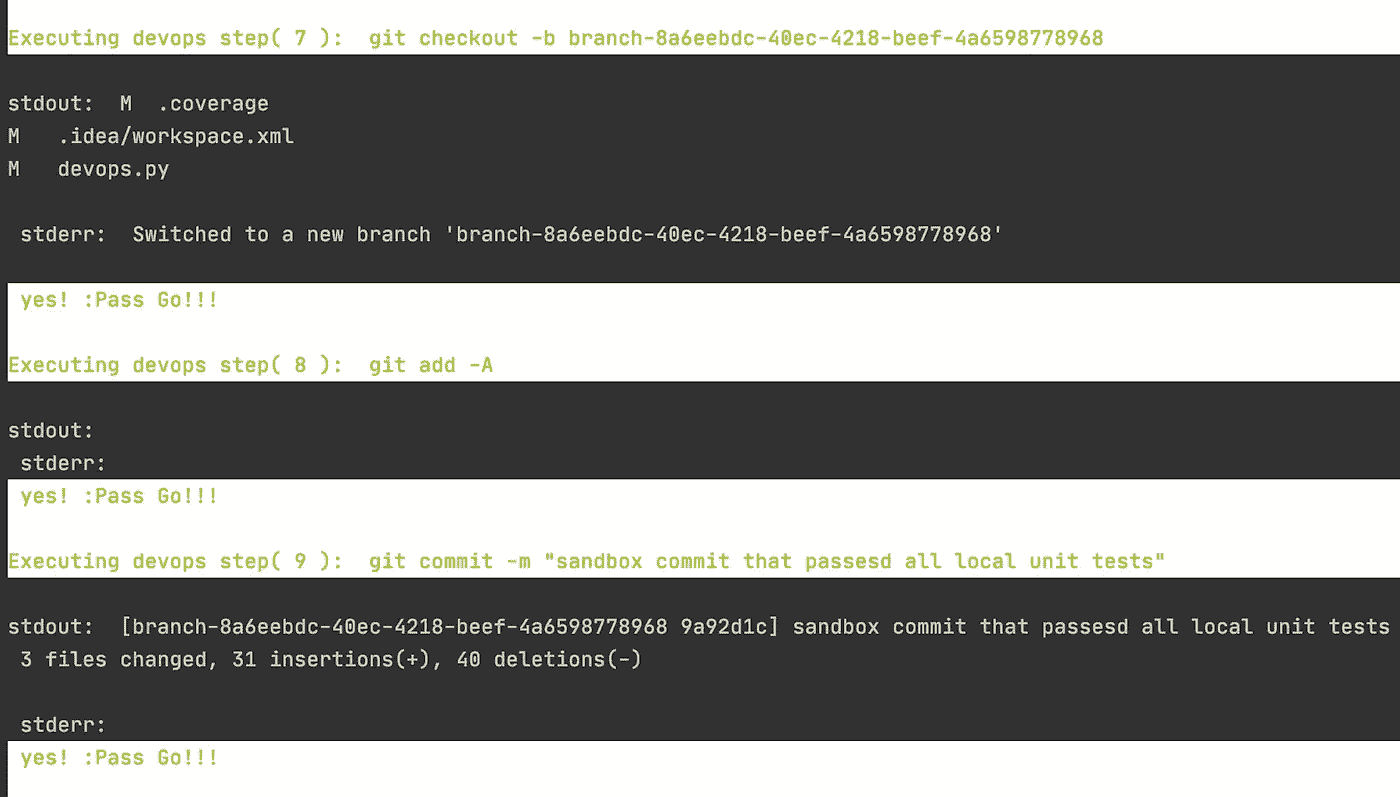 Executing devops step( 7 ):  git checkout -b branch-8a6eebdc-40ec-4218-beef-4a6598778968
stdout:  M  .coverage
M   .idea/workspace.xml
M   devops.py
stderr:  Switched to a new branch 'branch-8a6eebdc-40ec-4218-beef-4a6598778968'
yes! :Pass Go!!!
Executing devops step( 8 ):  git add -A
stdout:
stderr:
yes! :Pass Go!!!
Executing devops step( 9 ):  git commit -m "sandbox commit that passesd all local unit tests"
stdout:  [branch-8a6eebdc-40ec-4218-beef-4a6598778968 9a92d1c] sandbox commit that passesd all local unit tests
3 files changed, 31 insertions(+), 40 deletions(-)
stderr:
yes! :Pass Go!!!